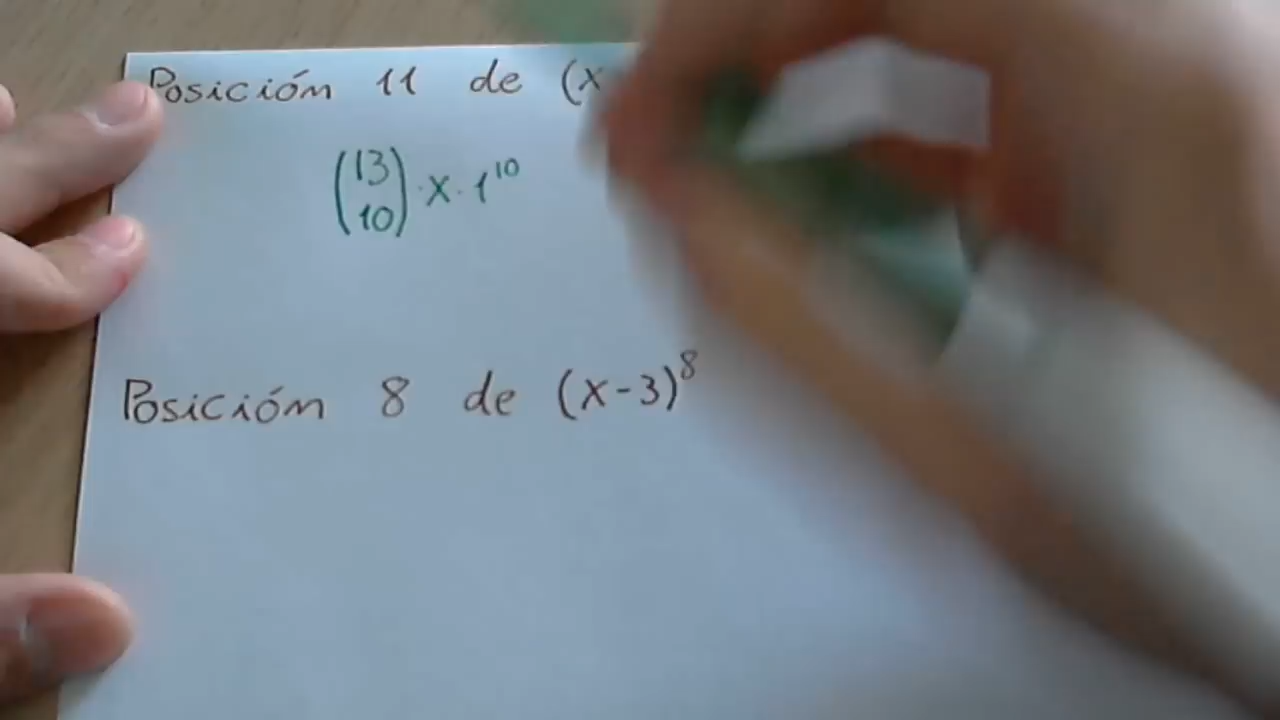 Posición 11 de (x
(13 10) · x · 1^10
Posición 8 de (x-3)^8